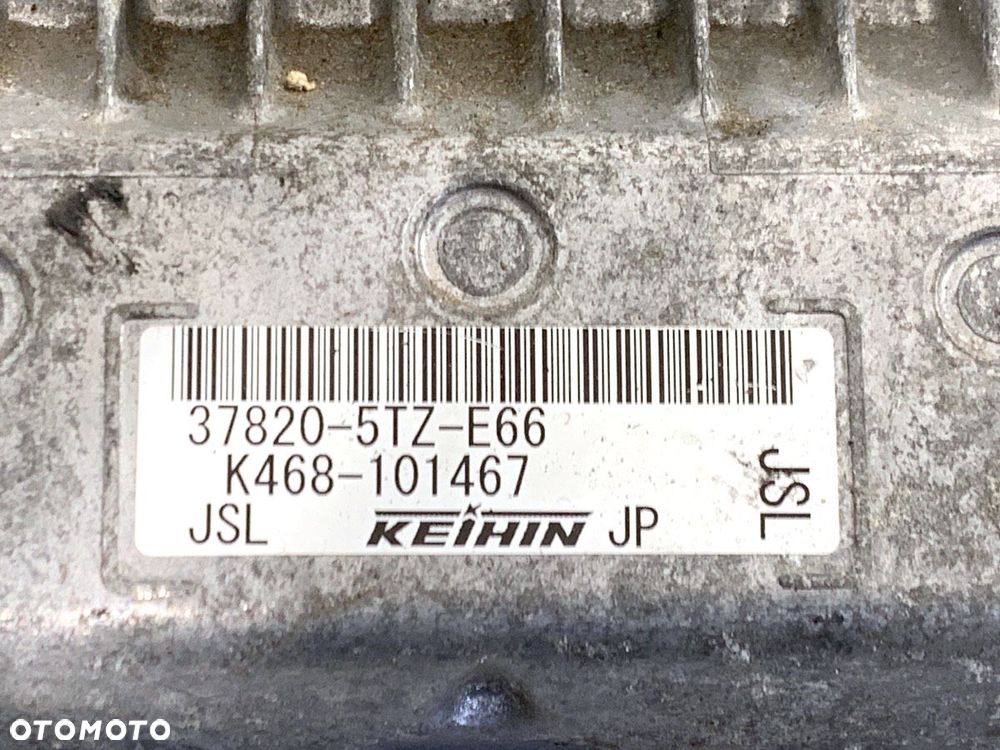 37820-5TZ-E66
K468-101467
JSL KEIHIN JP
JSL
OTOMOTO